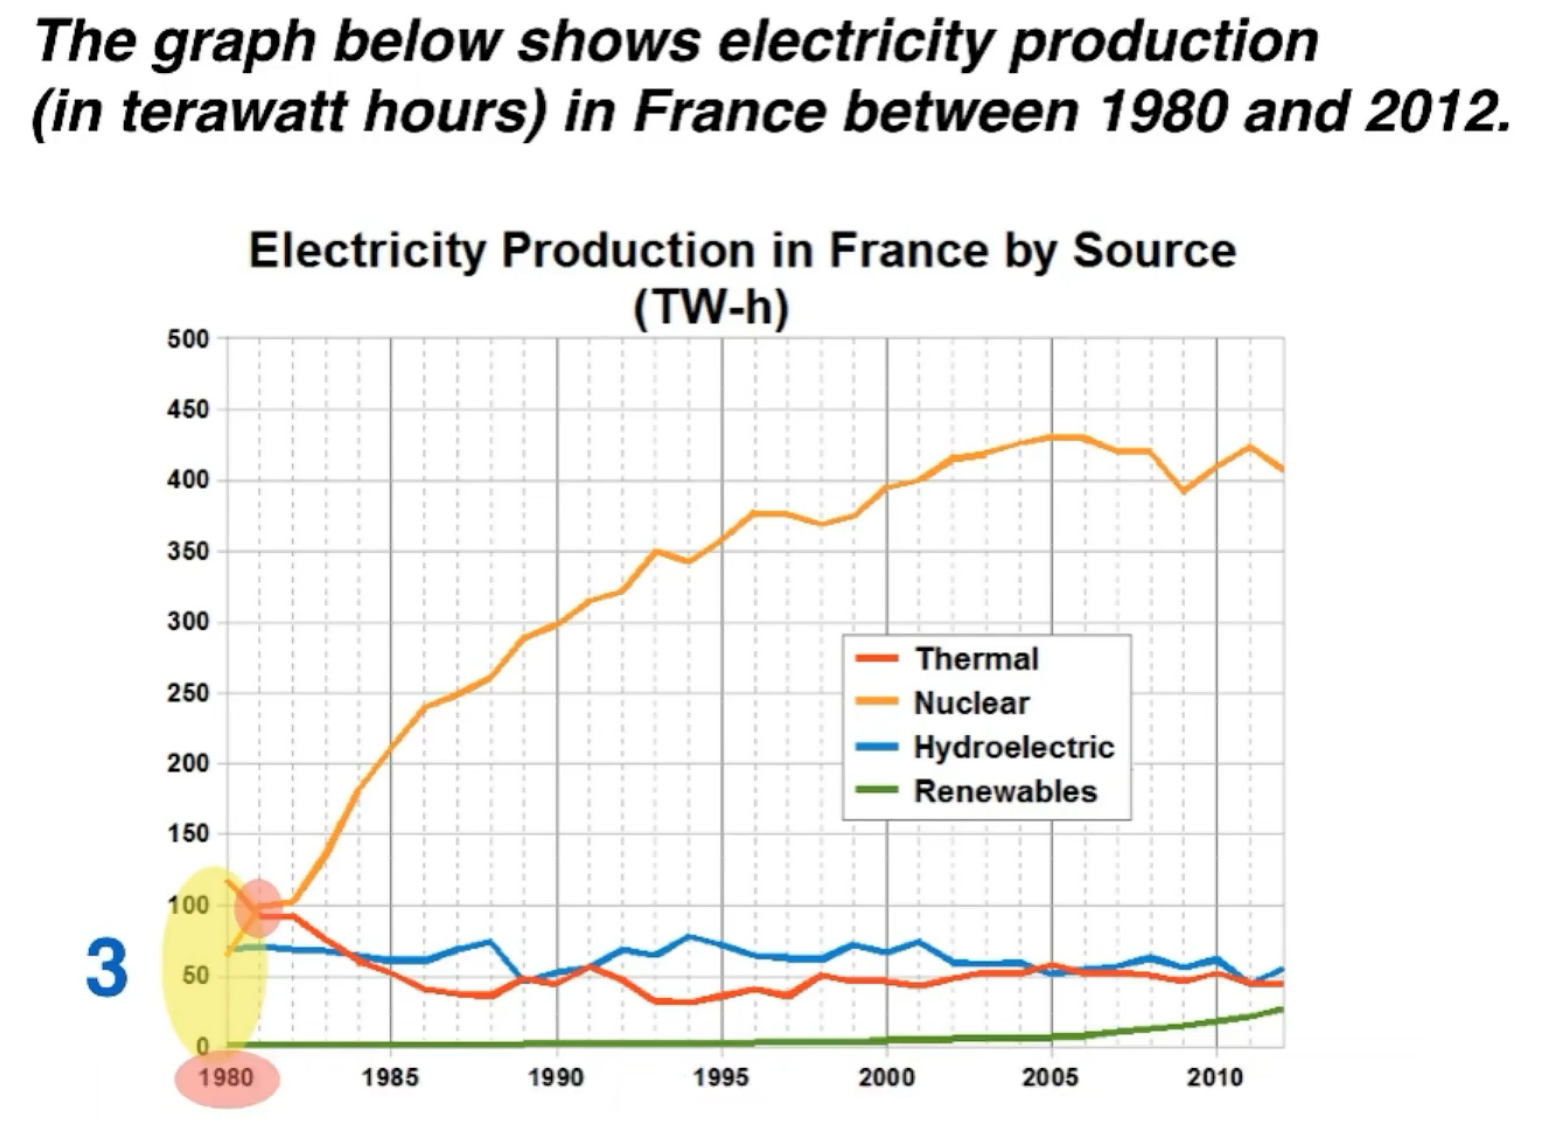 The graph below shows electricity production
(in terawatt hours) in France between 1980 and 2012.
Electricity Production in France by Source
(TW-h)
500
450
400
350
300
250
200
150
100
50
0
3
Thermal
Nuclear
Hydroelectric
Renewables
1980 1985 1990 1995 2000 2005 2010